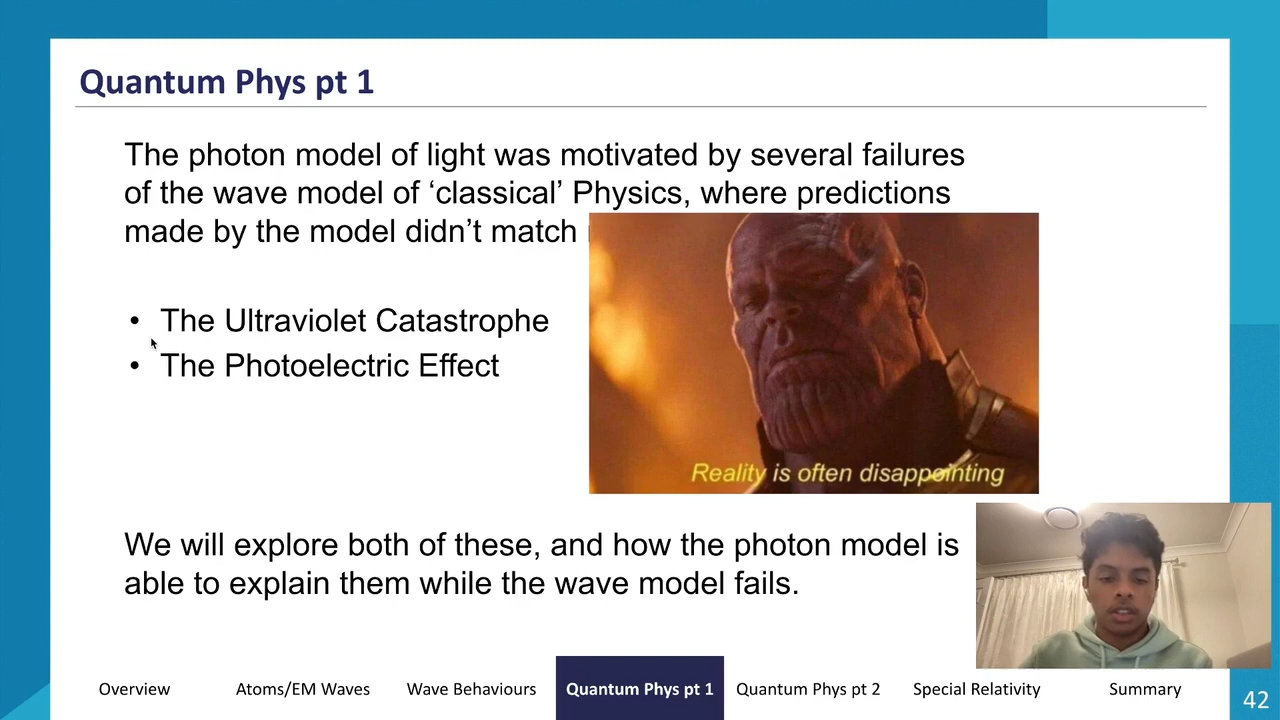 Quantum Phys pt 1
The photon model of light was motivated by several failures
of the wave model of ‘classical’ Physics, where predictions
made by the model didn’t match
• The Ultraviolet Catastrophe
• The Photoelectric Effect
Reality is often disappointing
We will explore both of these, and how the photon model is
able to explain them while the wave model fails.
Overview Atoms/EM Waves Wave Behaviours Quantum Phys pt 1 Quantum Phys pt 2 Special Relativity Summary
42